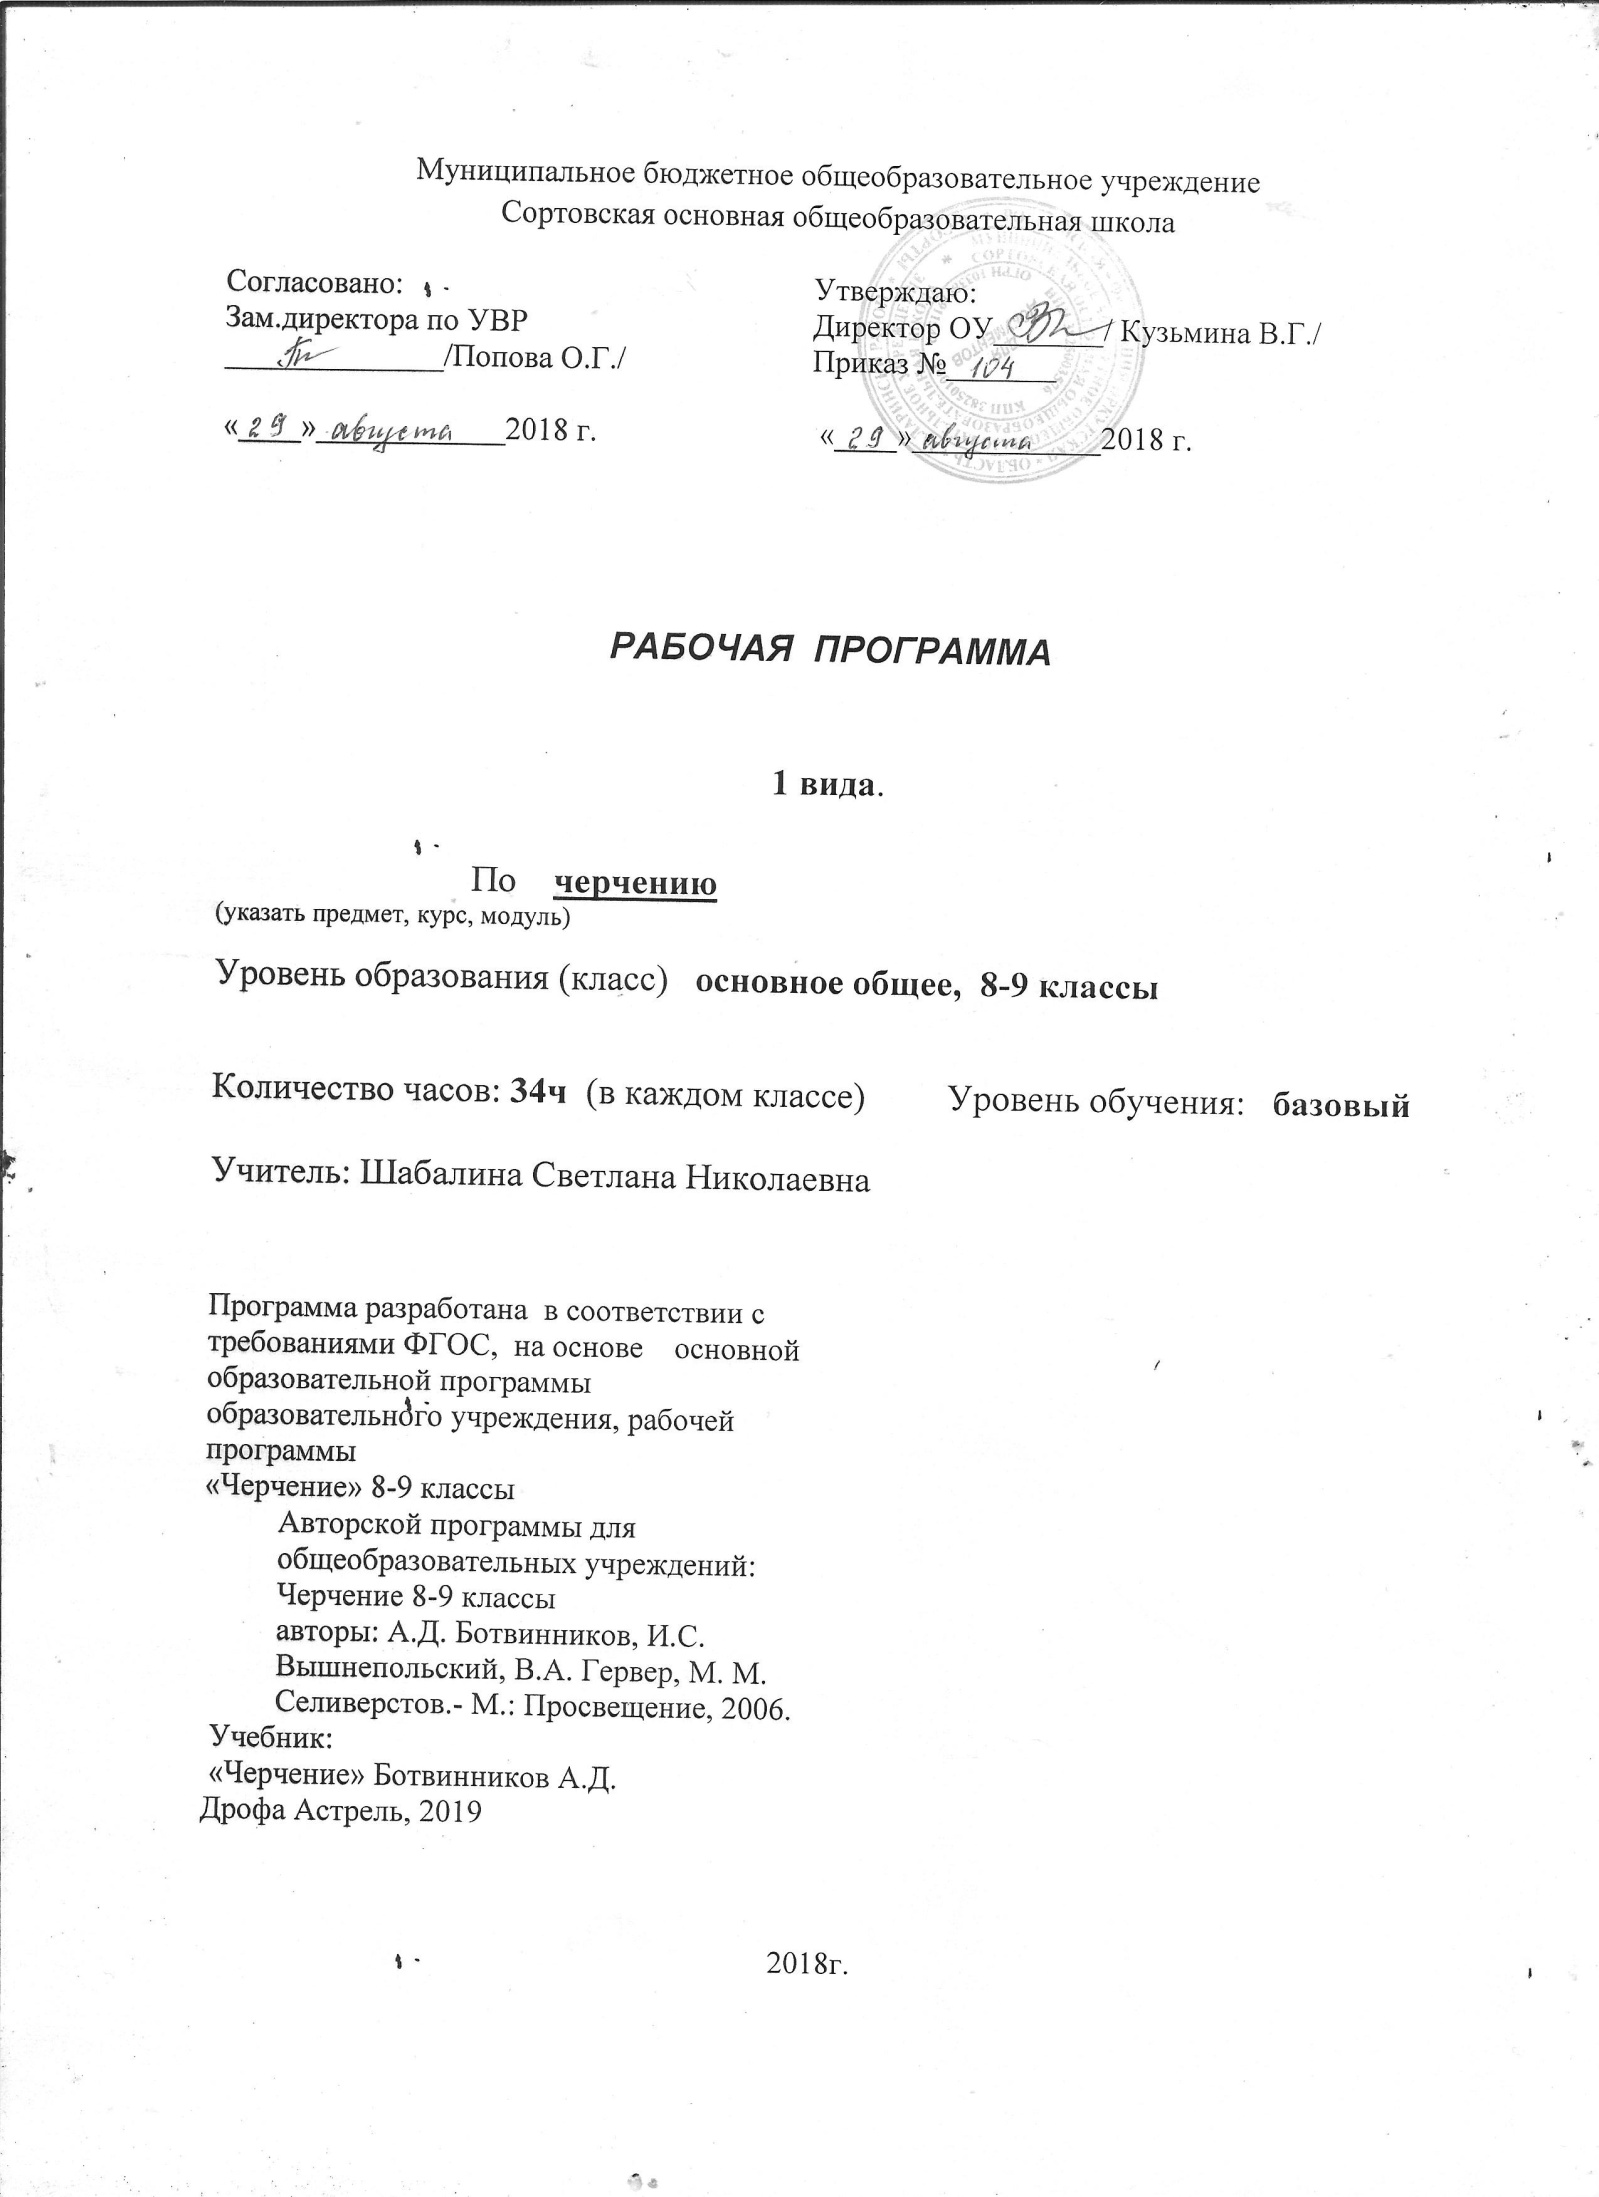 Муниципальное бюджетное общеобразовательное учреждение
Сортовская основная общеобразовательная школа
Согласовано:
Зам.директора по УВР
/Попова О.Г./
«29» августа 2018 г.
Утверждаю:
Директор ОУ / Кузьмина В.Г./
Приказ № 104
«29» августа 2018 г.
РАБОЧАЯ ПРОГРАММА
1 вида.
По черчению
(указать предмет, курс, модуль)
Уровень образования (класс) основное общее, 8-9 классы
Количество часов: 34ч (в каждом классе) Уровень обучения: базовый
Учитель: Шабалина Светлана Николаевна
Программа разработана в соответствии с
требованиями ФГОС, на основе основной
образовательной программы
образовательного учреждения, рабочей
программы
«Черчение» 8-9 классы
Авторской программы для
общеобразовательных учреждений:
Черчение 8-9 классы
авторы: А.Д. Ботвинников, И.С.
Вышнепольский, В.А. Гервер, М. М.
Селиверстов.- М.: Просвещение, 2006.
Учебник:
«Черчение» Ботвинников А.Д.
Дрофа Астрель, 2019
2018г.